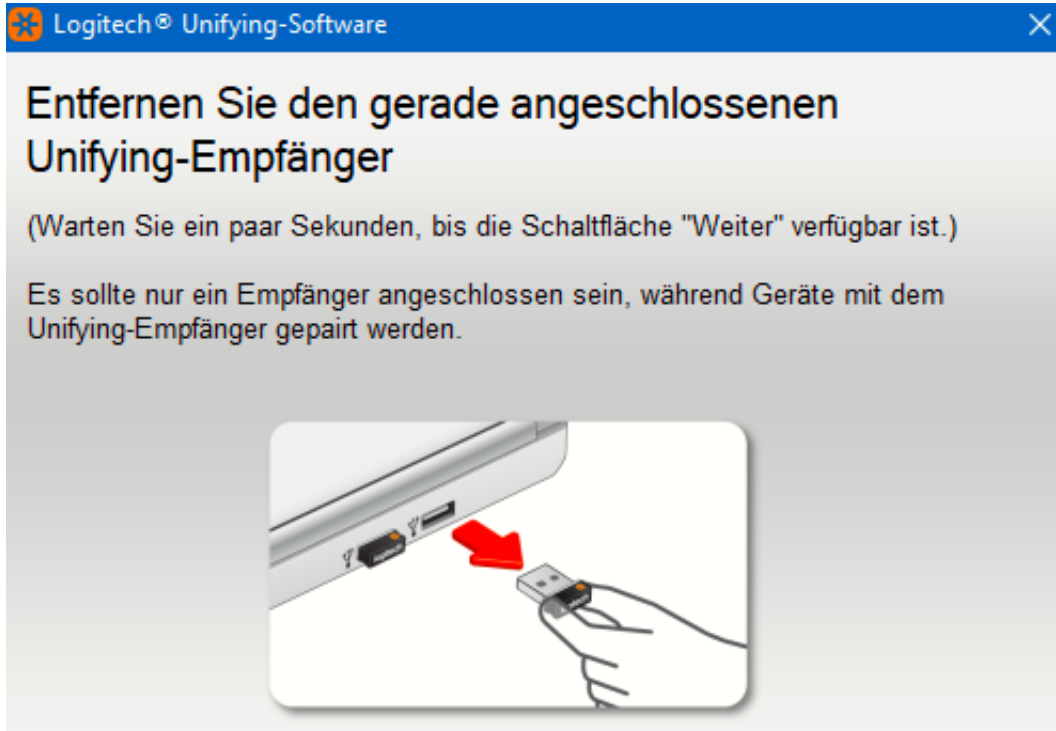 Logitech® Unifying-Software
Entfernen Sie den gerade angeschlossenen
Unifying-Empfänger
(Warten Sie ein paar Sekunden, bis die Schaltfläche "Weiter" verfügbar ist.)
Es sollte nur ein Empfänger angeschlossen sein, während Geräte mit dem
Unifying-Empfänger gepairt werden.
logitech